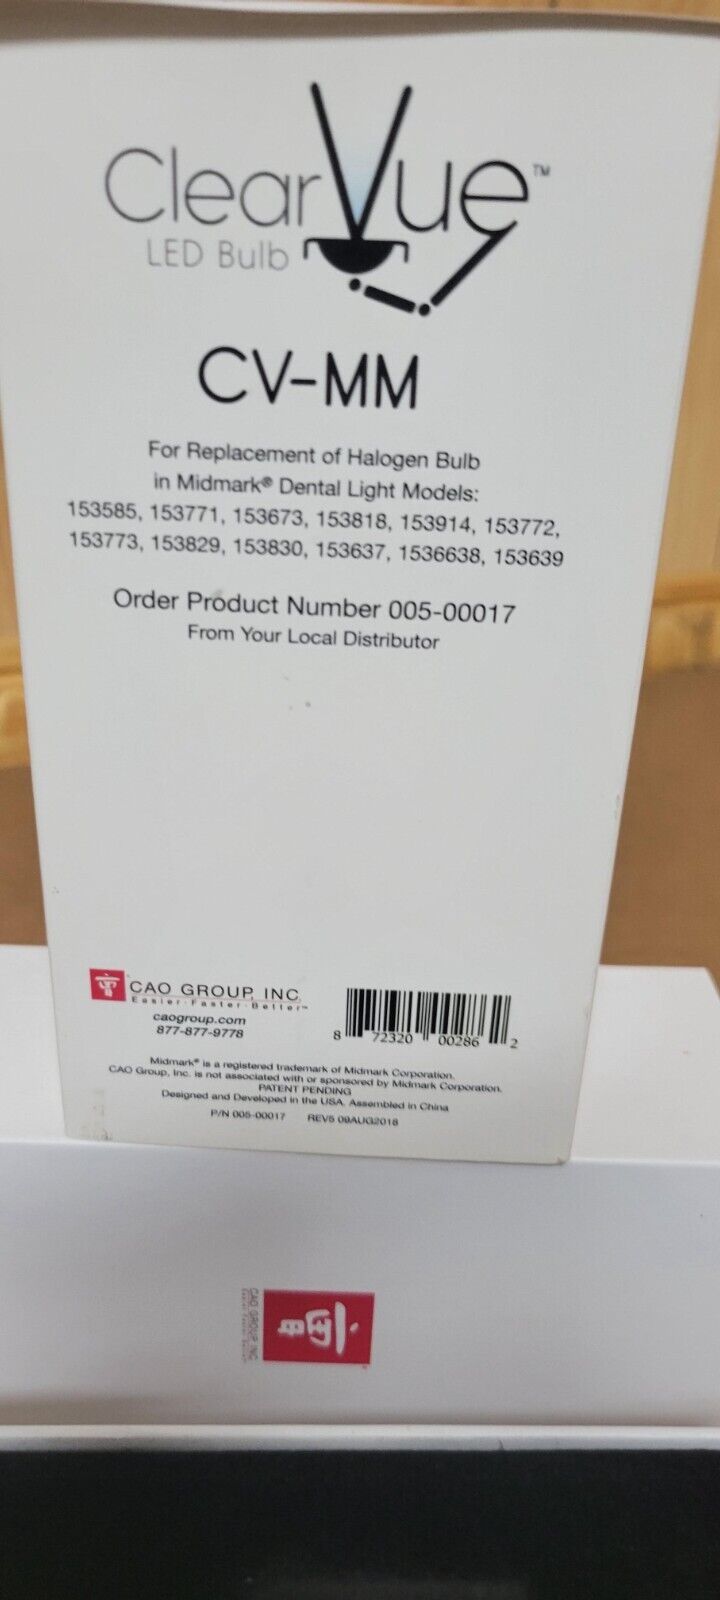 ClearVue™
LED Bulb
CV-MM
For Replacement of Halogen Bulb
in Midmark® Dental Light Models:
153585, 153771, 153673, 153818, 153914, 153772,
153773, 153829, 153830, 153637, 1536638, 153639
Order Product Number 005-00017
From Your Local Distributor
CAO GROUP, INC.
Easier·Faster·Better™
caogroup.com
877-877-9778
8 72320 00286 2
Midmark® is a registered trademark of Midmark Corporation.
CAO Group, Inc. is not associated with or sponsored by Midmark Corporation.
PATENT PENDING
Designed and Developed in the USA. Assembled in China
P/N 005-00017 REV5 09AUG2018
CAO GROUP, INC.